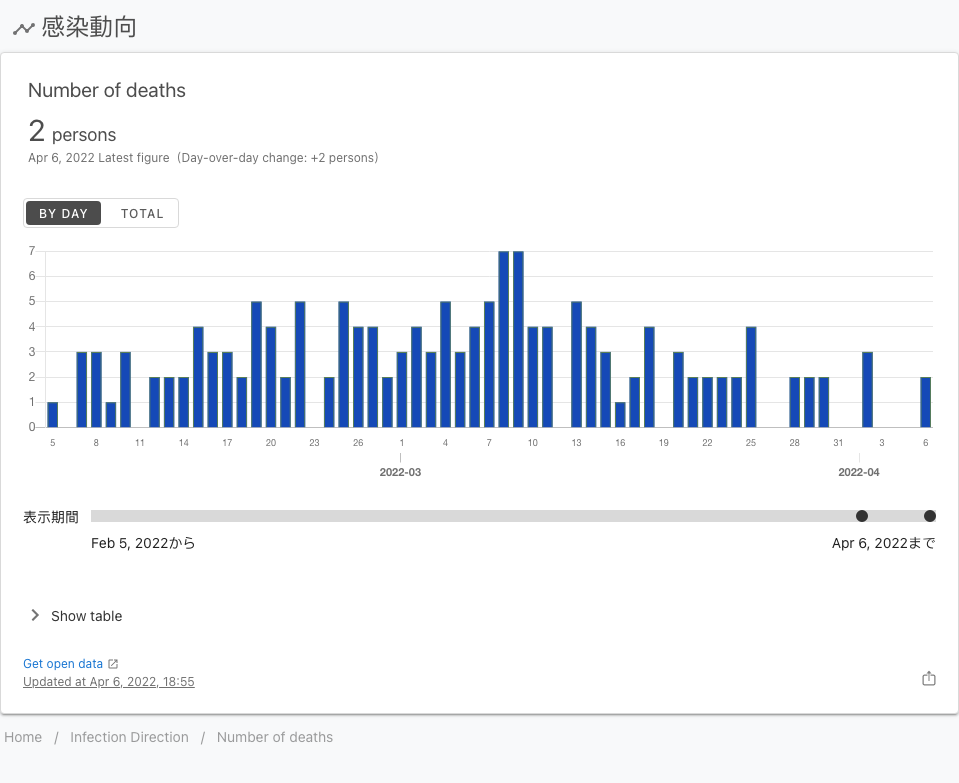 感染動向
Number of deaths
2 persons
Apr 6, 2022 Latest figure (Day-over-day change: +2 persons)
BY DAY TOTAL
7
6
5
4
3
2
1
0
5 8 11 14 17 20 23 26 1 4 7 10 13 16 19 22 25 28 31 3 6
2022-03 2022-04
表示期間
Feb 5, 2022から Apr 6, 2022まで
Show table
Get open data
Updated at Apr 6, 2022, 18:55
Home / Infection Direction / Number of deaths